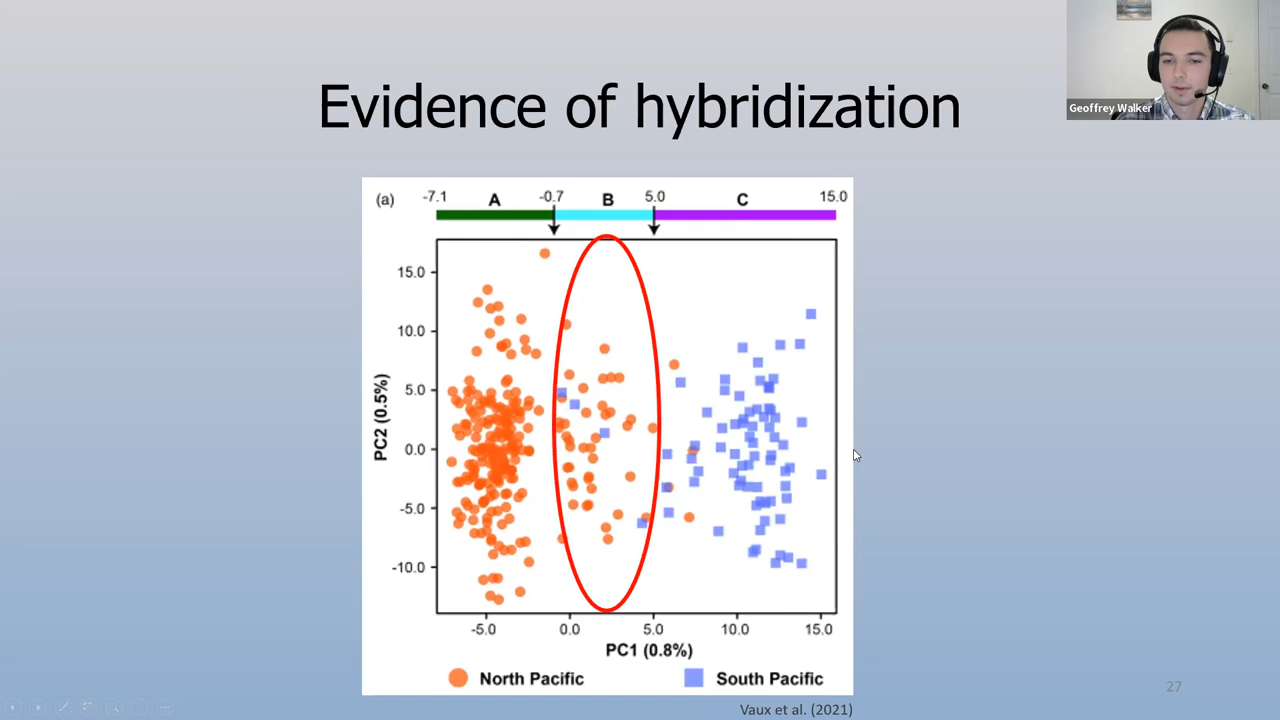 Geoffrey Walker
Evidence of hybridization
(a)
-7.1 A -0.7 B 5.0 C 15.0
15.0
10.0
5.0
0.0
-5.0
-10.0
PC2 (0.5%)
-5.0 0.0 5.0 10.0 15.0
PC1 (0.8%)
North Pacific South Pacific
Vaux et al. (2021)
27